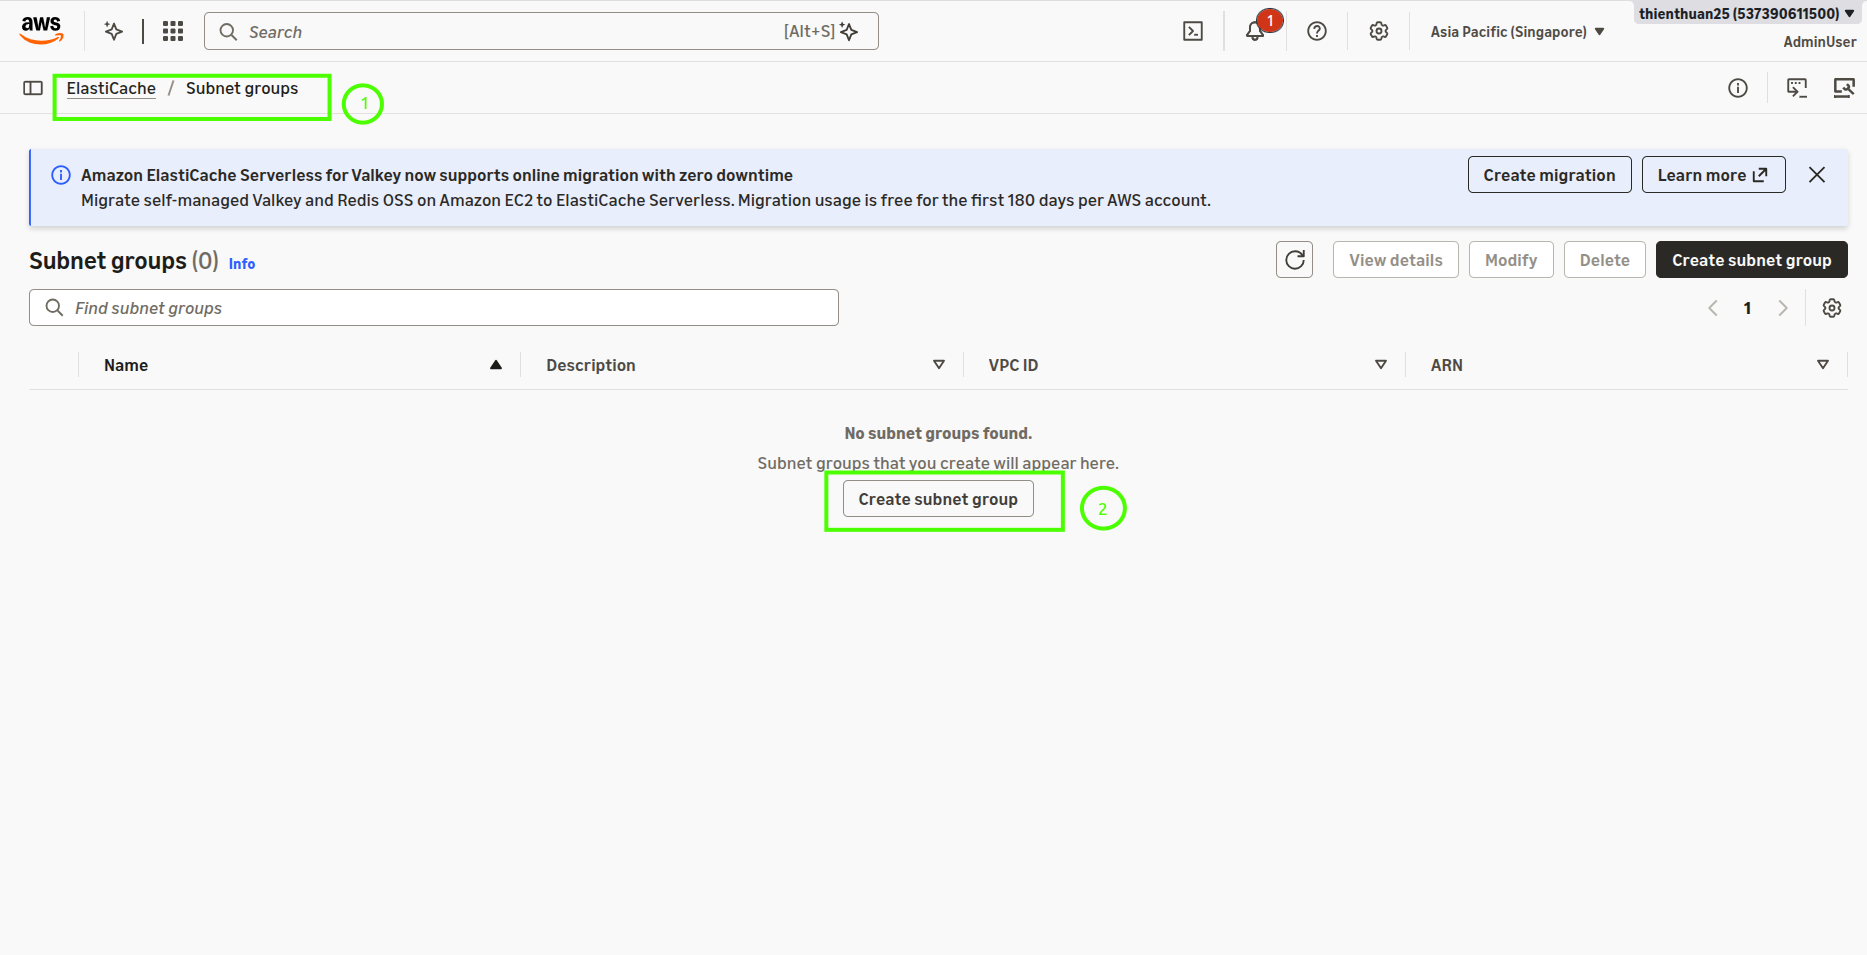 aws
Search [Alt+S]
1
Asia Pacific (Singapore)
thienthuan25 (537390611500)
AdminUser
ElastiCache / Subnet groups
1
Amazon ElastiCache Serverless for Valkey now supports online migration with zero downtime
Migrate self-managed Valkey and Redis OSS on Amazon EC2 to ElastiCache Serverless. Migration usage is free for the first 180 days per AWS account.
Create migration
Learn more
Subnet groups (0) Info
View details
Modify
Delete
Create subnet group
Find subnet groups
1
Name Description VPC ID ARN
No subnet groups found.
Subnet groups that you create will appear here.
Create subnet group
2